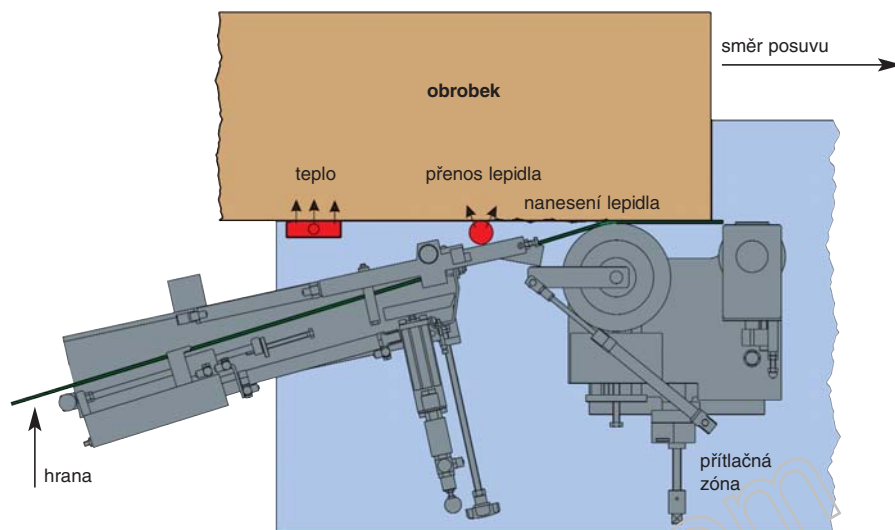 směr posuvu
obrobek
teplo
přenos lepidla
nanesení lepidla
hrana
přítlačná
zóna